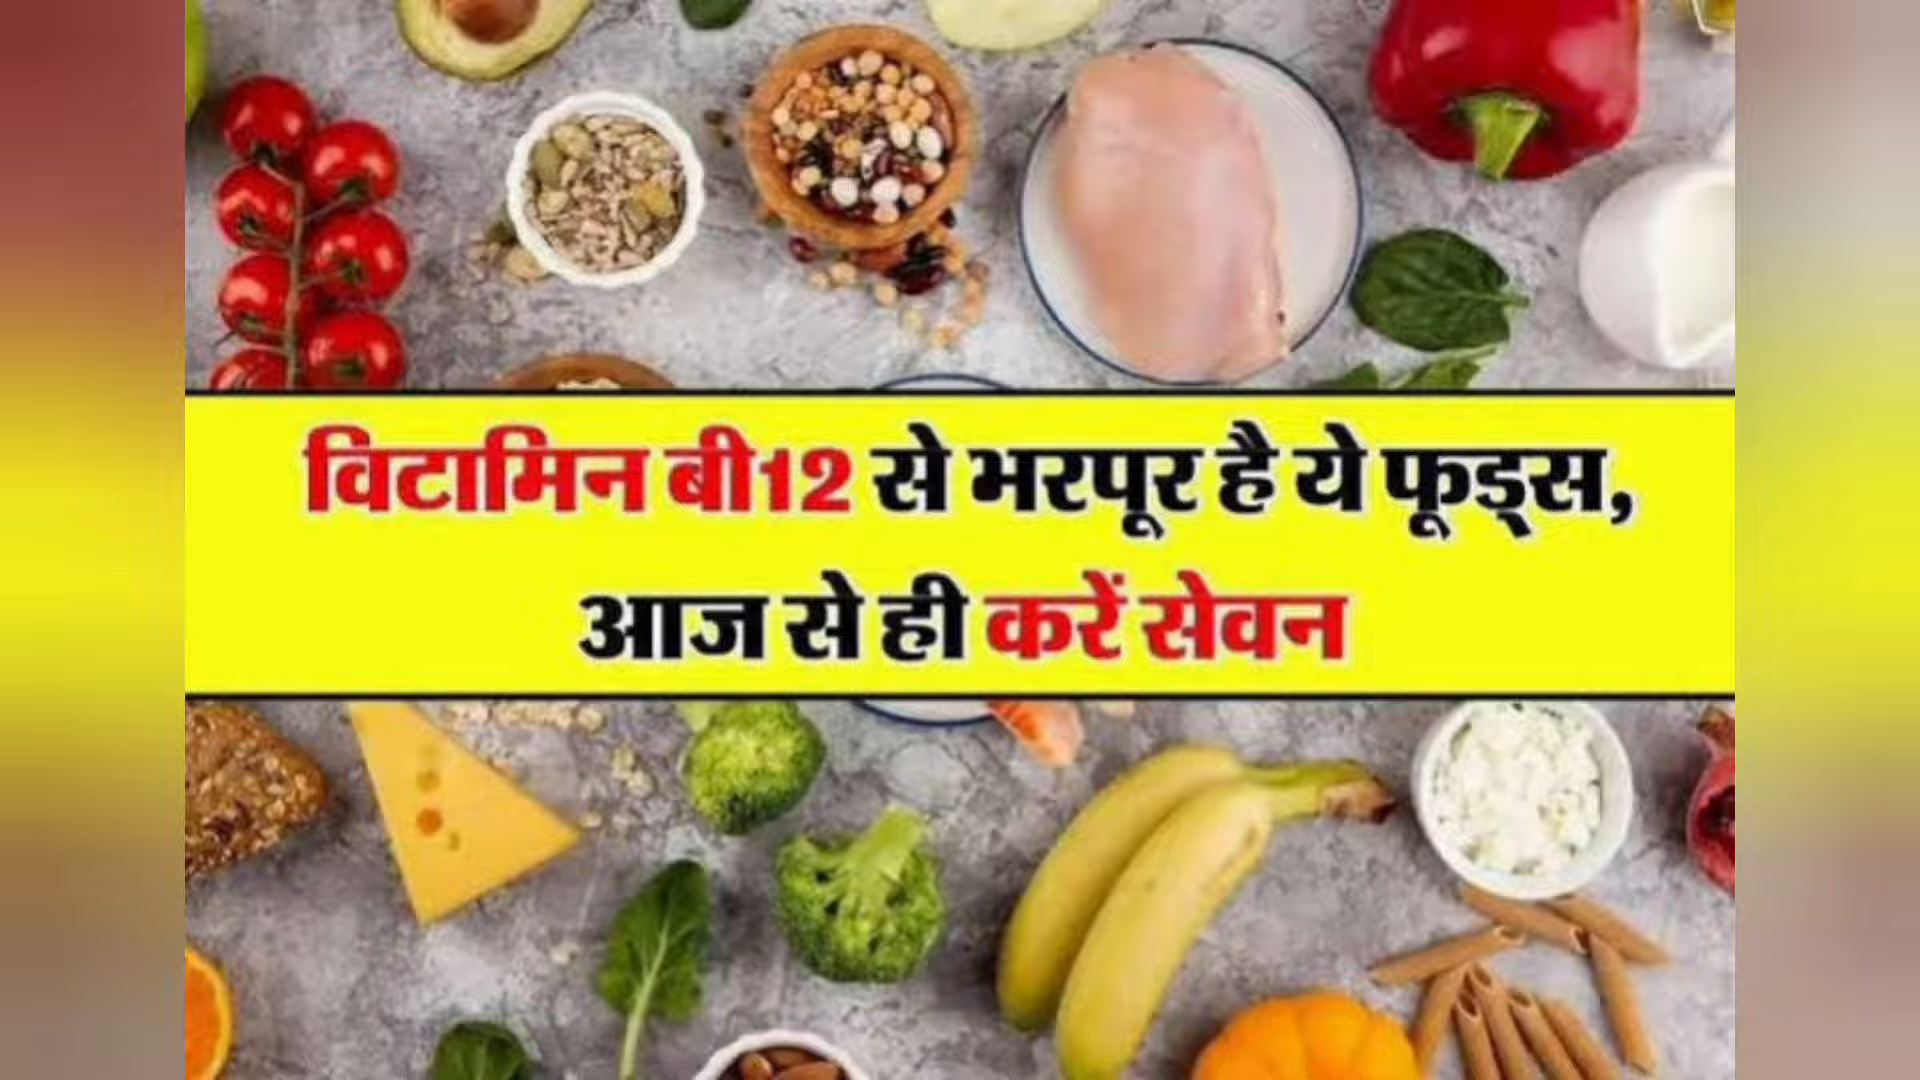 विटामिन बी12 से भरपूर है ये फूड्स,
आज से ही करें सेवन